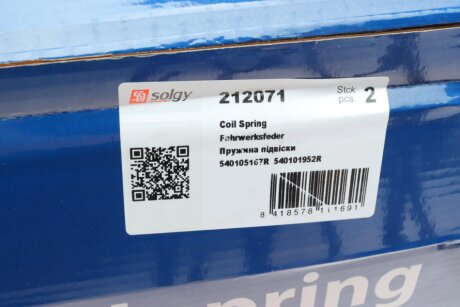 solgy 212071 Stck pcs. 2
Coil Spring
Fahrwerksfeder
Пружина підвіски
540105167R 540101952R
8 418578 111691
spring